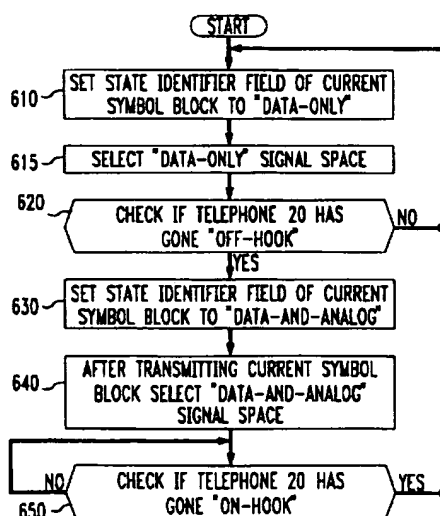 START
610
SET STATE IDENTIFIER FIELD OF CURRENT
SYMBOL BLOCK TO "DATA-ONLY"
615
SELECT "DATA-ONLY" SIGNAL SPACE
620
CHECK IF TELEPHONE 20 HAS
GONE "OFF-HOOK"
NO
YES
630
SET STATE IDENTIFIER FIELD OF CURRENT
SYMBOL BLOCK TO "DATA-AND-ANALOG"
640
AFTER TRANSMITTING CURRENT SYMBOL
BLOCK SELECT "DATA-AND-ANALOG"
SIGNAL SPACE
NO
CHECK IF TELEPHONE 20 HAS
GONE "ON-HOOK"
YES
650